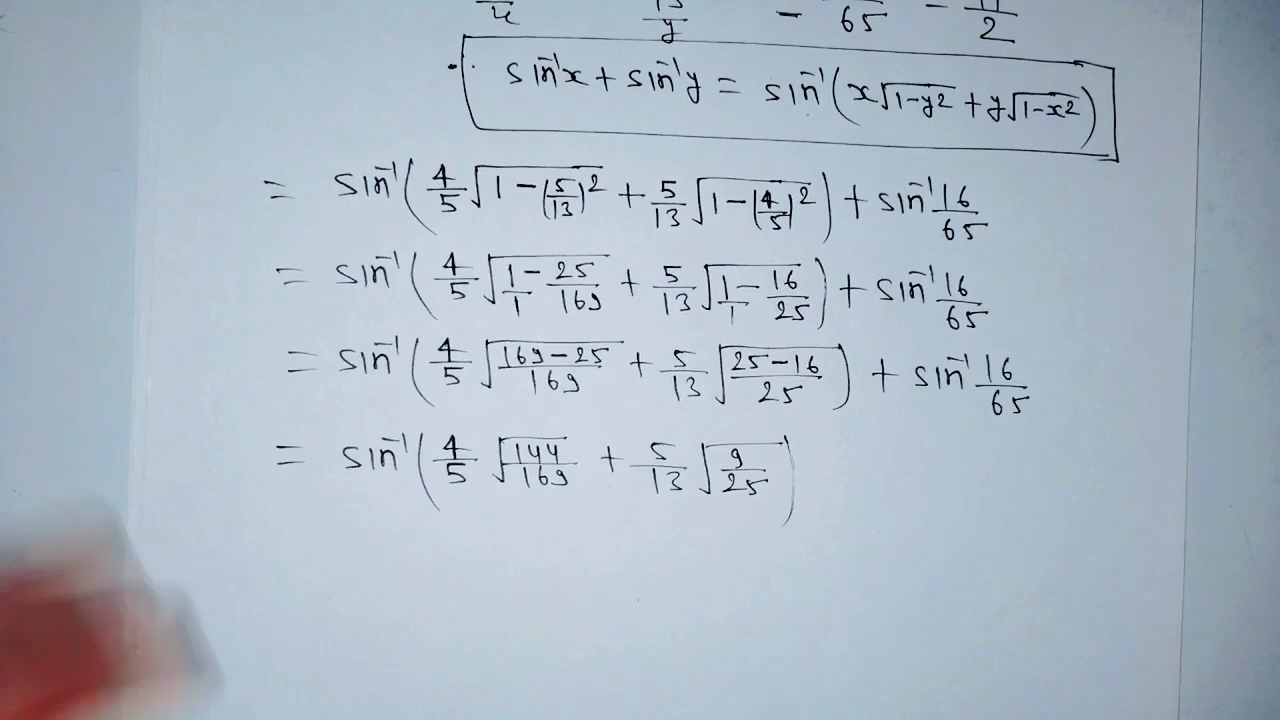 x 13/y - 65 - π/2
∴ sin⁻¹x + sin⁻¹y = sin⁻¹(x√1-y² + y√1-x²)
= sin⁻¹(4/5 √1-(5/13)² + 5/13 √1-(4/5)²) + sin⁻¹ 16/65
= sin⁻¹(4/5 √1/1 - 25/169 + 5/13 √1/1 - 16/25) + sin⁻¹ 16/65
= sin⁻¹(4/5 √169-25/169 + 5/13 √25-16/25) + sin⁻¹ 16/65
= sin⁻¹(4/5 √144/169 + 5/13 √9/25)